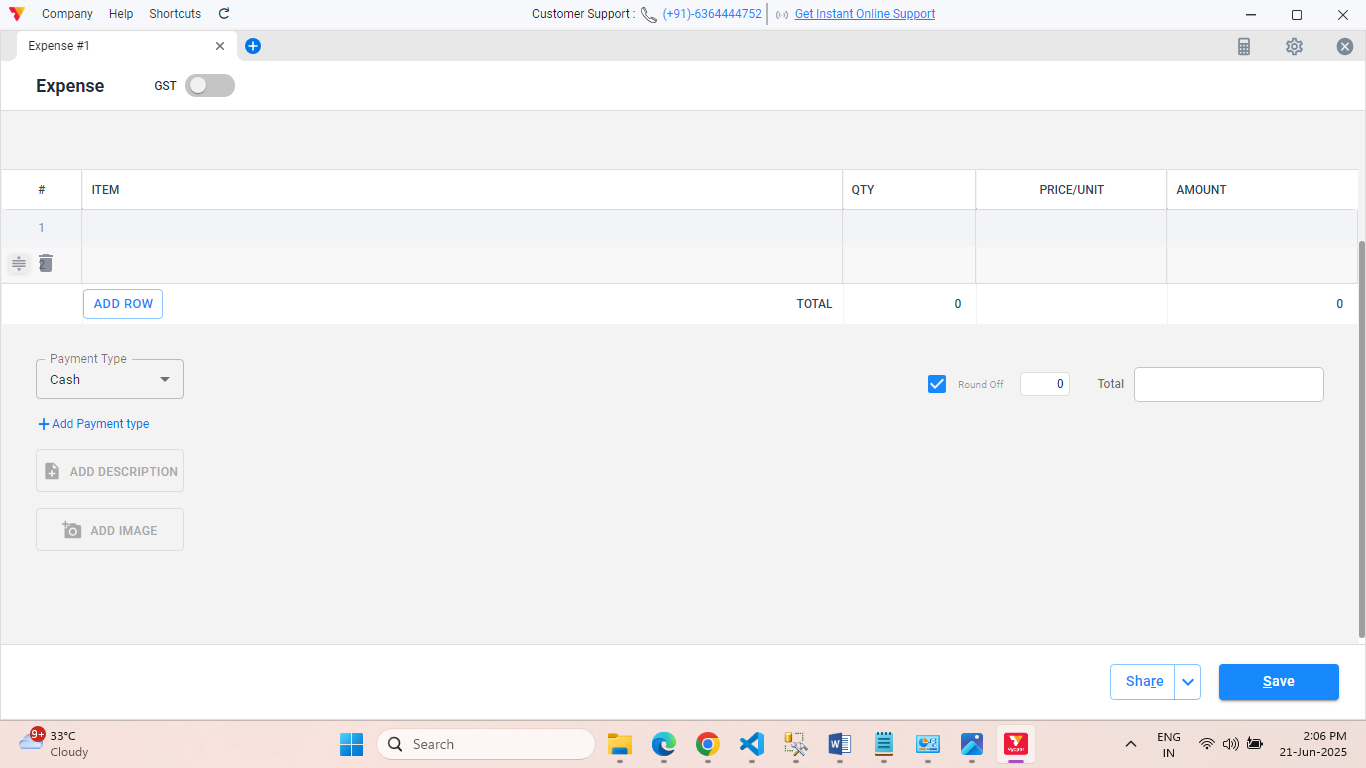 Company Help Shortcuts Customer Support : (+91)-6364444752 Get Instant Online Support
Expense #1
Expense GST
# ITEM QTY PRICE/UNIT AMOUNT
1
2
ADD ROW TOTAL 0 0
Payment Type
Cash Round Off 0 Total
Add Payment type
ADD DESCRIPTION
ADD IMAGE
Share Save
9+ 33°C
Cloudy
Search
Vyapar
ENG
IN
2:06 PM
21-Jun-2025